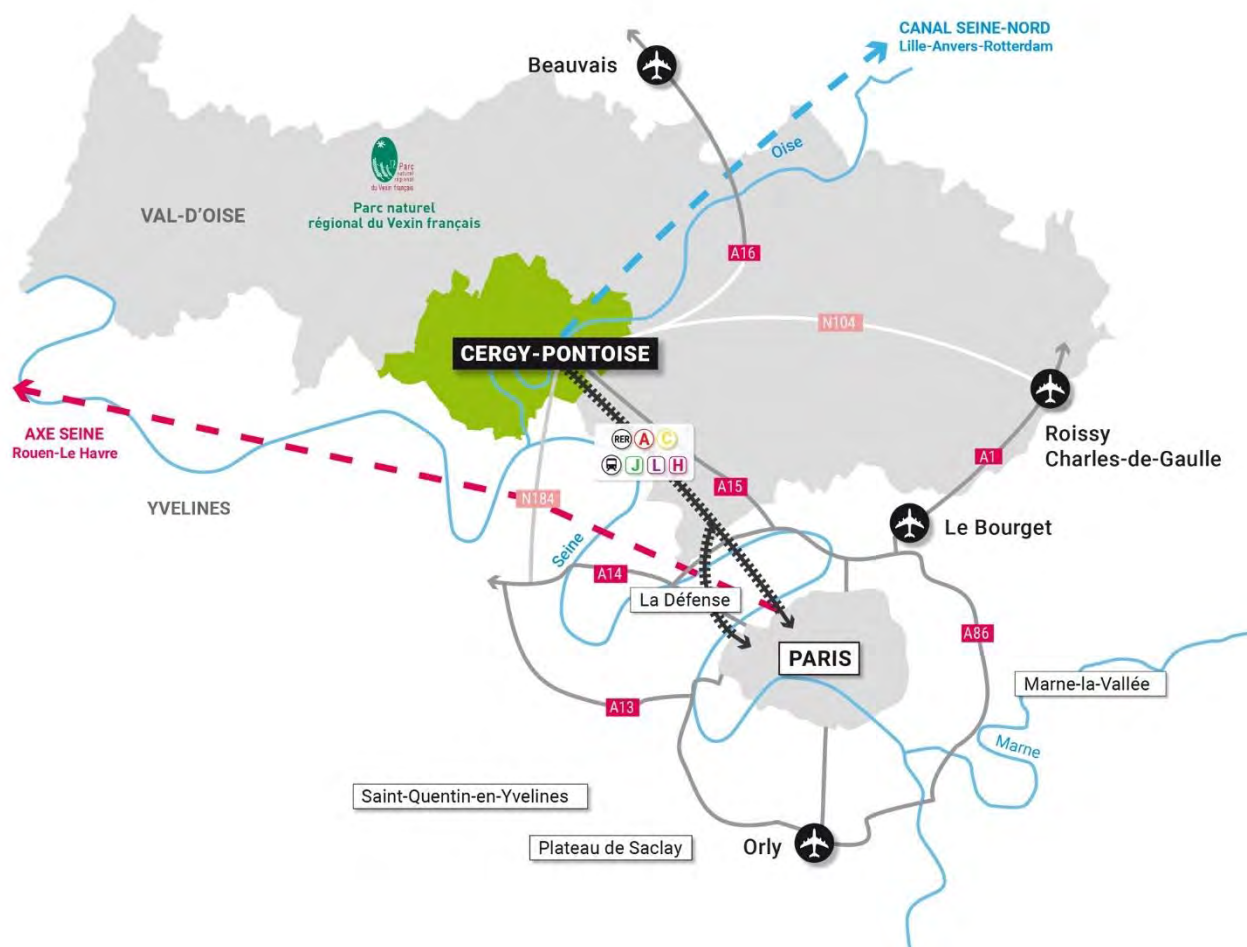 CANAL SEINE-NORD
Lille-Anvers-Rotterdam
Beauvais
Oise
Parc
naturel
régional
du Vexin français
Parc naturel
régional du Vexin français
VAL-D'OISE
A16
N104
CERGY-PONTOISE
AXE SEINE
Rouen-Le Havre
RER A C
J L H
Roissy
Charles-de-Gaulle
A1
A15
N184
YVELINES
Le Bourget
Seine
A14
La Défense
A86
PARIS
Marne-la-Vallée
A13
Marne
Saint-Quentin-en-Yvelines
Plateau de Saclay
Orly